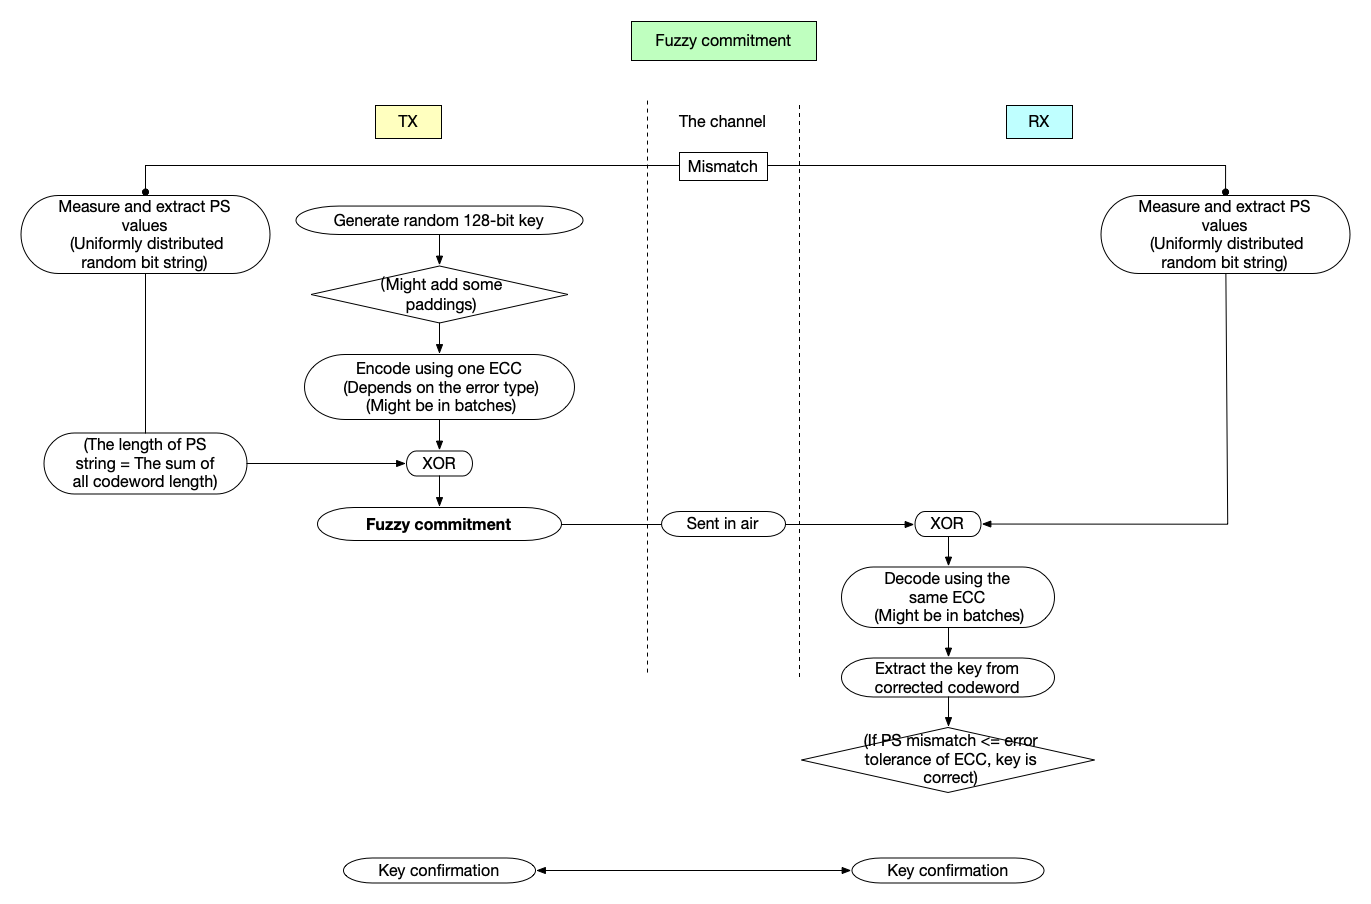 Fuzzy commitment
TX
The channel
RX
Mismatch
Measure and extract PS
values
(Uniformly distributed
random bit string)
Generate random 128-bit key
(Might add some
paddings)
Encode using one ECC
(Depends on the error type)
(Might be in batches)
(The length of PS
string = The sum of
all codeword length)
XOR
Fuzzy commitment
Sent in air
Measure and extract PS
values
(Uniformly distributed
random bit string)
XOR
Decode using the
same ECC
(Might be in batches)
Extract the key from
corrected codeword
(If PS mismatch <= error
tolerance of ECC, key is
correct)
Key confirmation
Key confirmation